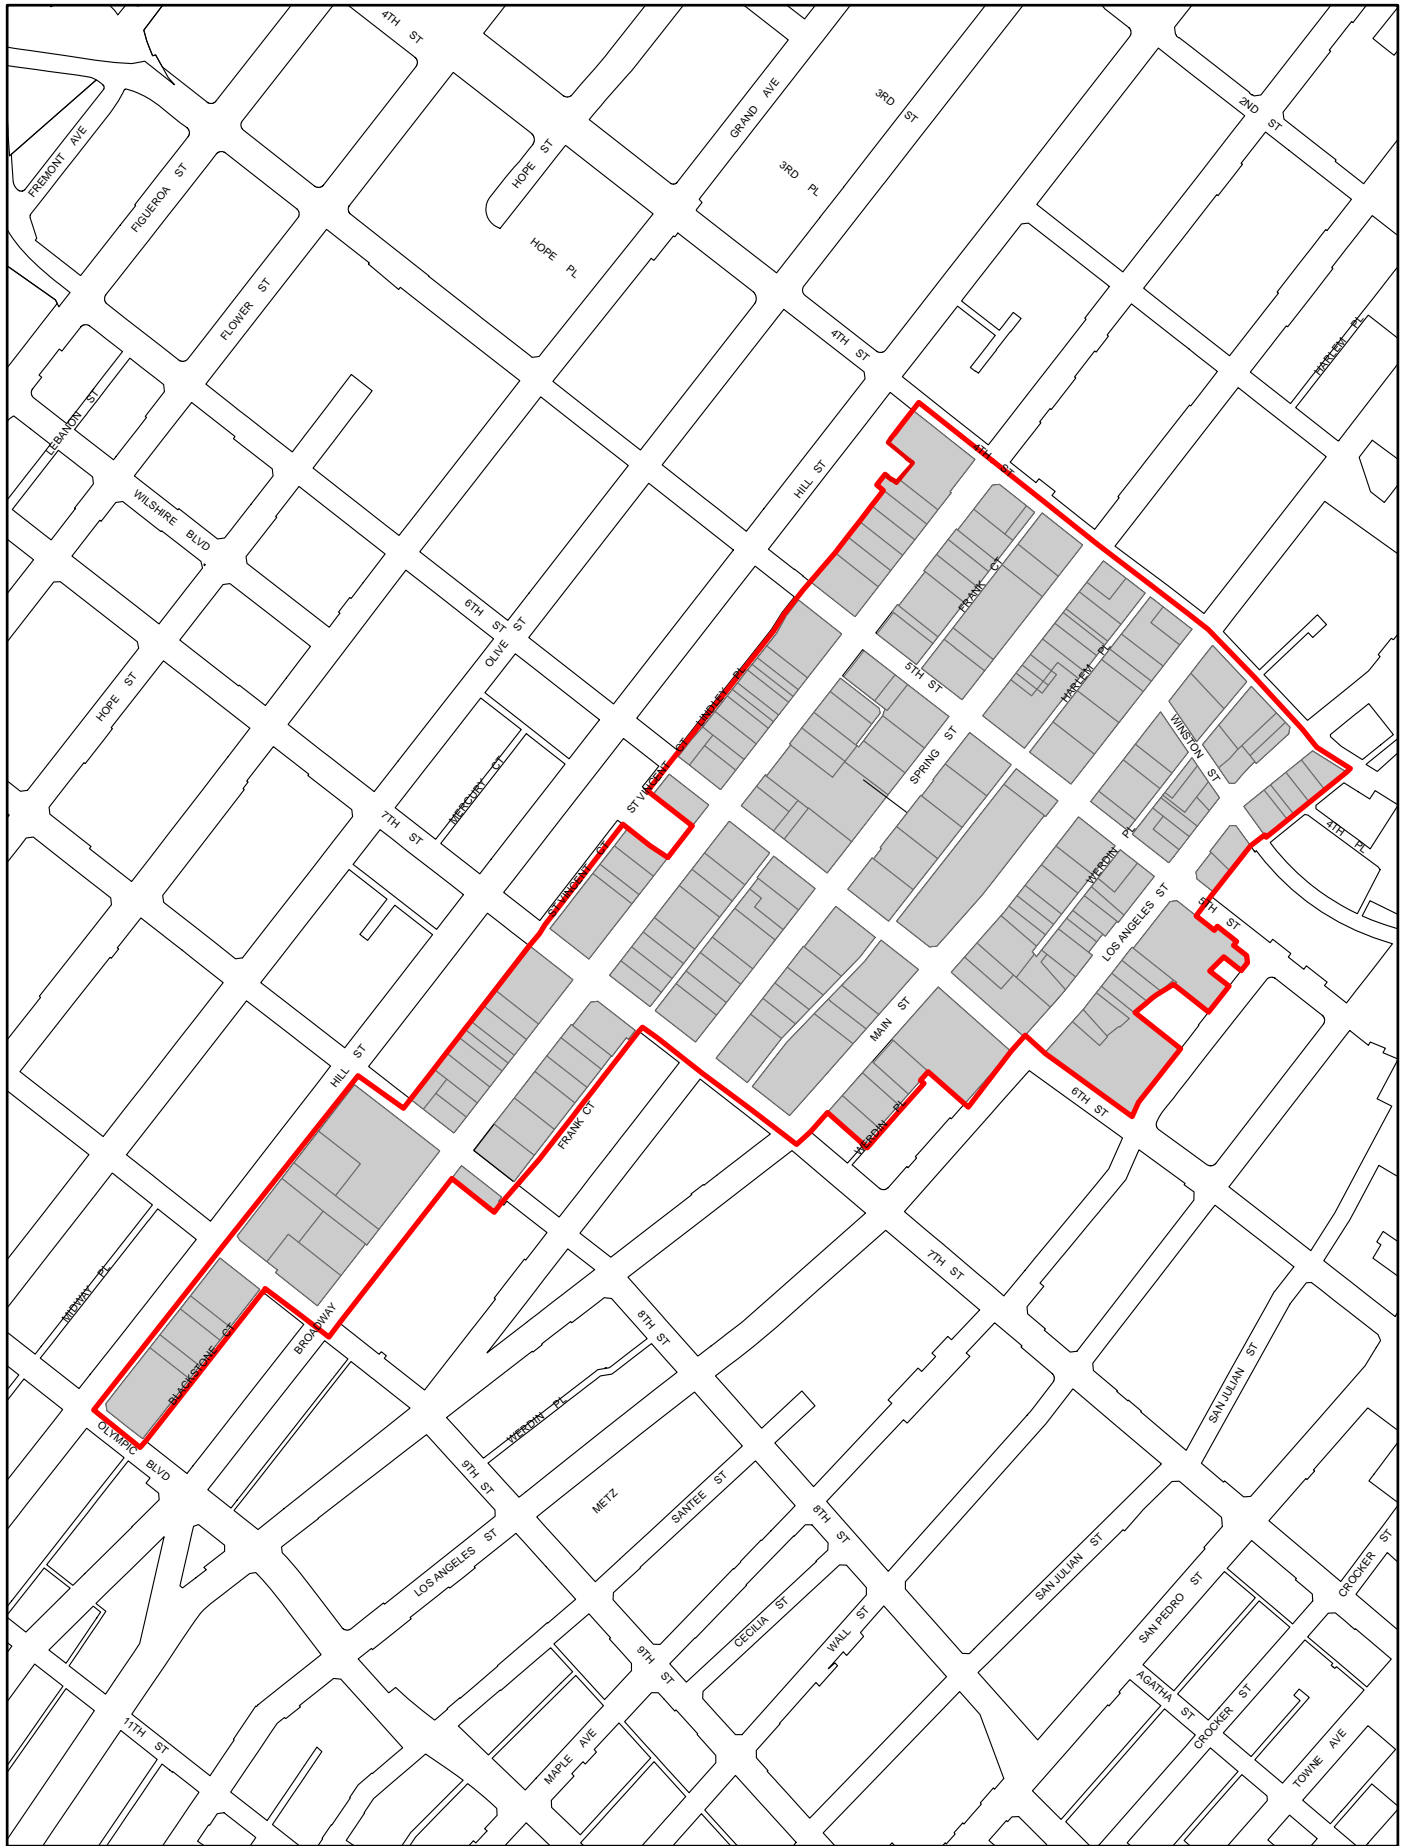 4TH ST
GRAND AVE
3RD ST
2ND ST
FREMONT AVE
FIGUEROA ST
HOPE ST
3RD PL
HOPE PL
FLOWER ST
4TH ST
HARLEM PL
LEBANON ST
HILL ST
4TH ST
WILSHIRE BLVD
FRANK CT
6TH ST
OLIVE ST
5TH ST
HARLEM PL
HOPE ST
LINDLEY PL
WINSTON ST
SPRING ST
ST VINCENT CT
MERCURY CT
7TH ST
4TH PL
WERDIN PL
ST VINCENT CT
LOS ANGELES ST
5TH ST
MAIN ST
HILL ST
6TH ST
FRANK CT
WERDIN PL
7TH ST
MIDWAY PL
BROADWAY
8TH ST
BLACKSTONE CT
SAN JULIAN ST
WERDIN PL
OLYMPIC BLVD
9TH ST
METZ
SANTEE ST
8TH ST
LOS ANGELES ST
SAN JULIAN ST
CROCKER ST
SAN PEDRO ST
CECILIA ST
WALL ST
9TH ST
AGATHA ST
CROCKER ST
11TH ST
MAPLE AVE
TOWNE AVE